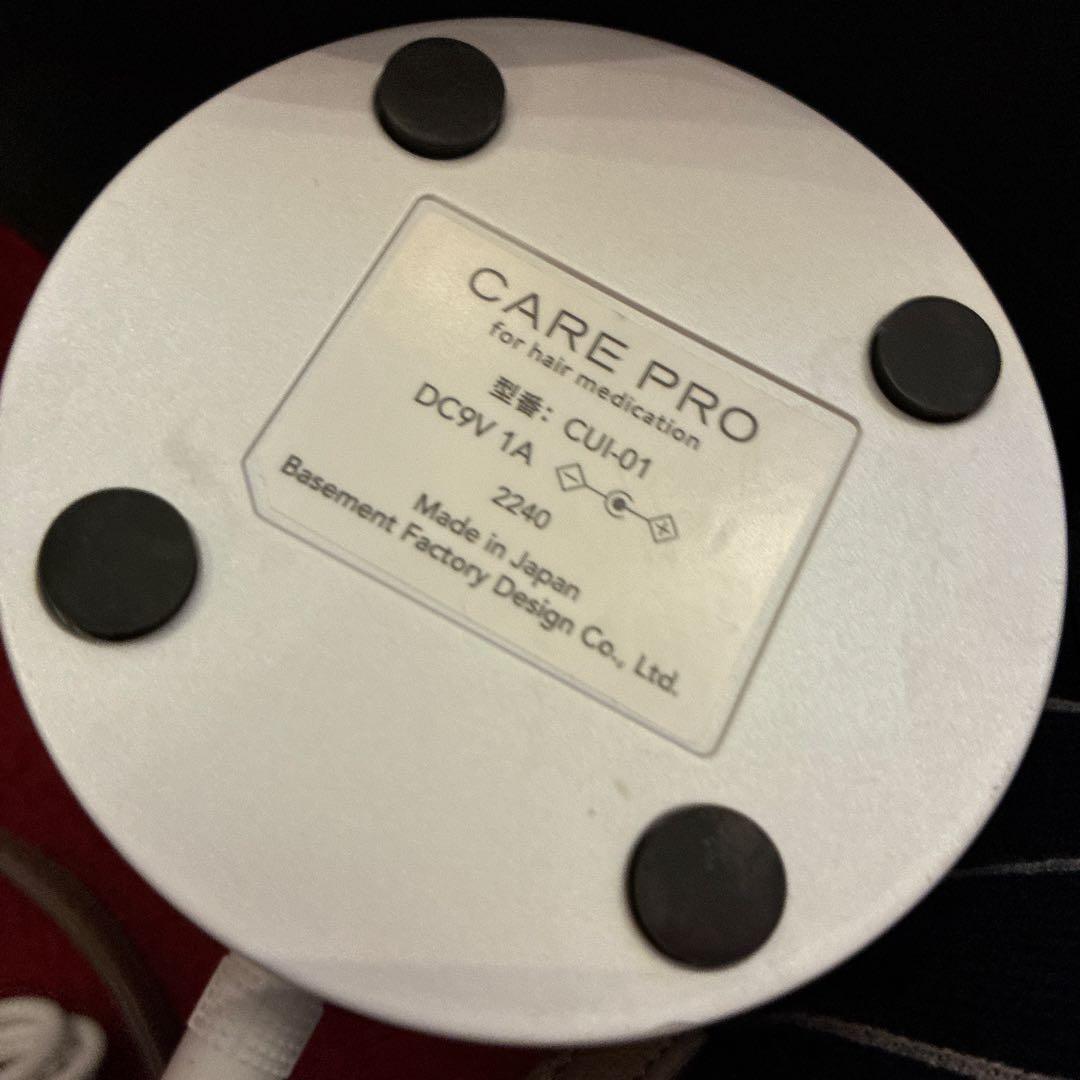 CARE PRO
for hair medication
型番: CUI-01
DC9V 1A
2240
Made in Japan
Basement Factory Design Co., Ltd.